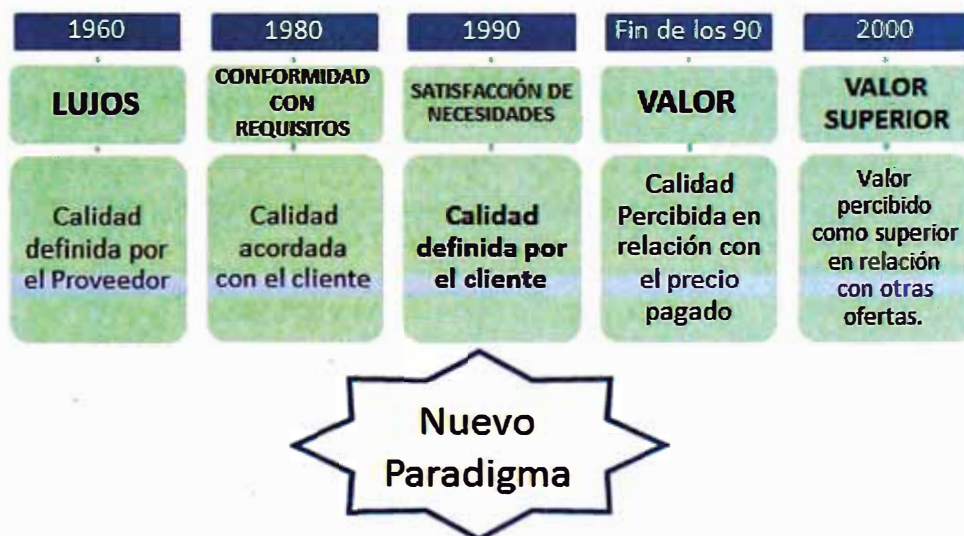 1960
1980
1990
Fin de los 90
2000
LUJOS
CONFORMIDAD
CON
REQUISITOS
SATISFACCIÓN DE
NECESIDADES
VALOR
VALOR
SUPERIOR
Calidad
definida por
el Proveedor
Calidad
acordada
con el cliente
Calidad
definida por
el cliente
Calidad
Percibida en
relación con
el precio
pagado
Valor
percibido
como superior
en relación
con otras
ofertas.
Nuevo
Paradigma